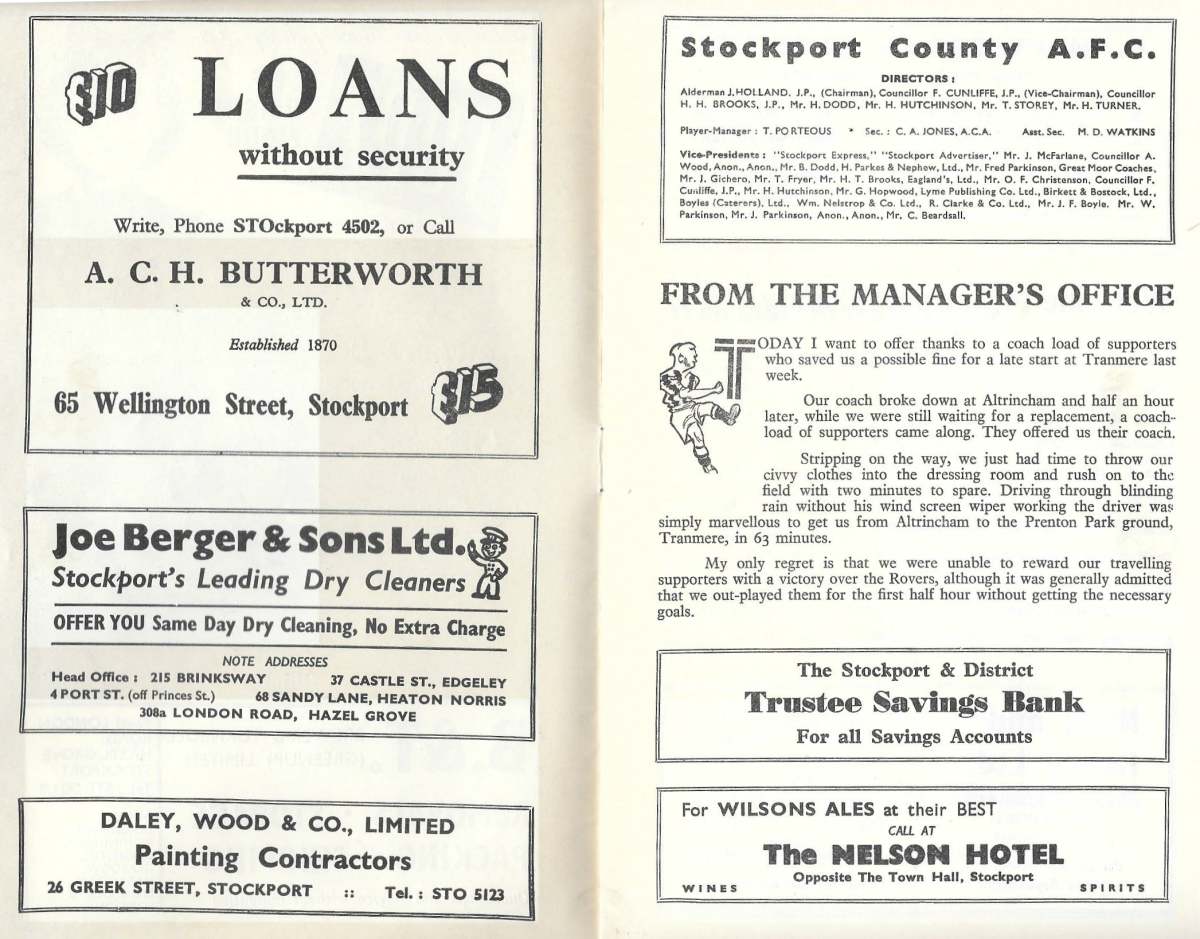 £10 LOANS
without security
Write, Phone STOckport 4502, or Call
A. C. H. BUTTERWORTH
& CO., LTD.
Established 1870
65 Wellington Street, Stockport £15
Joe Berger & Sons Ltd.
Stockport's Leading Dry Cleaners
OFFER YOU Same Day Dry Cleaning, No Extra Charge
NOTE ADDRESSES
Head Office : 215 BRINKSWAY 37 CASTLE ST., EDGELEY
4 PORT ST. (off Princes St.) 68 SANDY LANE, HEATON NORRIS
308a LONDON ROAD, HAZEL GROVE
DALEY, WOOD & CO., LIMITED
Painting Contractors
26 GREEK STREET, STOCKPORT :: Tel. : STO 5123
Stockport County A.F.C.
DIRECTORS :
Alderman J. HOLLAND. J.P., (Chairman), Councillor F. CUNLIFFE, J.P., (Vice-Chairman), Councillor
H. H. BROOKS, J.P., Mr. H. DODD, Mr. H. HUTCHINSON, Mr. T. STOREY, Mr. H. TURNER.
Player-Manager : T. PORTEOUS * Sec. : C. A. JONES, A.C.A. Asst. Sec. M. D. WATKINS
Vice-Presidents : "Stockport Express," "Stockport Advertiser," Mr. J. McFarlane, Councillor A.
Wood, Anon., Anon., Mr. B. Dodd, H. Parkes & Nephew, Ltd., Mr. Fred Parkinson, Great Moor Coaches,
Mr. J. Gichero, Mr. T. Fryer, Mr. H. T. Brooks, Eagland's, Ltd., Mr. O. F. Christenson, Councillor F.
Cunliffe, J.P., Mr. H. Hutchinson, Mr. G. Hopwood, Lyme Publishing Co. Ltd., Birkett & Bostock, Ltd.,
Boyles (Caterers), Ltd., Wm. Nelstrop & Co. Ltd., R. Clarke & Co. Ltd., Mr. J. F. Boyle. Mr. W.
Parkinson, Mr. J. Parkinson, Anon., Anon., Mr. C. Beardsall.
FROM THE MANAGER'S OFFICE
TODAY I want to offer thanks to a coach load of supporters
who saved us a possible fine for a late start at Tranmere last
week.
Our coach broke down at Altrincham and half an hour
later, while we were still waiting for a replacement, a coach-
load of supporters came along. They offered us their coach.
Stripping on the way, we just had time to throw our
civvy clothes into the dressing room and rush on to the
field with two minutes to spare. Driving through blinding
rain without his wind screen wiper working the driver was
simply marvellous to get us from Altrincham to the Prenton Park ground,
Tranmere, in 63 minutes.
My only regret is that we were unable to reward our travelling
supporters with a victory over the Rovers, although it was generally admitted
that we out-played them for the first half hour without getting the necessary
goals.
The Stockport & District
Trustee Savings Bank
For all Savings Accounts
For WILSONS ALES at their BEST
CALL AT
The NELSON HOTEL
Opposite The Town Hall, Stockport
WINES SPIRITS